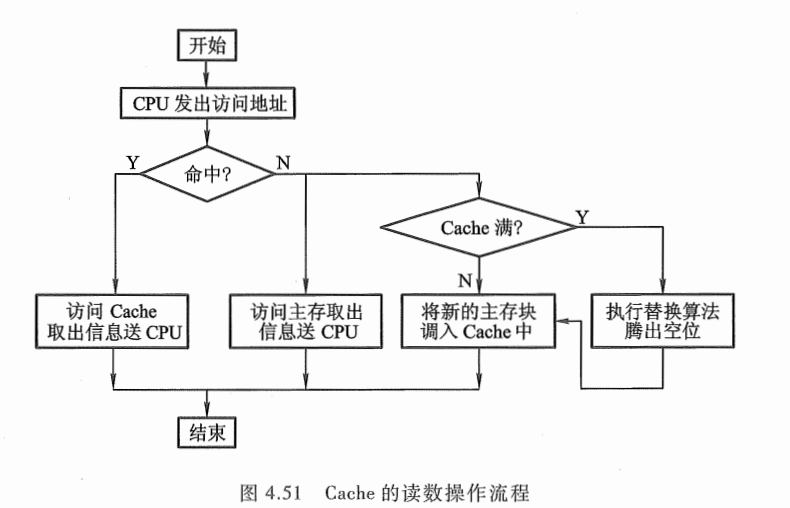 开始
CPU 发出访问地址
Y
命中?
N
Cache 满?
Y
N
访问 Cache
取出信息送 CPU
访问主存取出
信息送 CPU
将新的主存块
调入 Cache 中
执行替换算法
腾出空位
结束
图 4.51 Cache 的读数操作流程